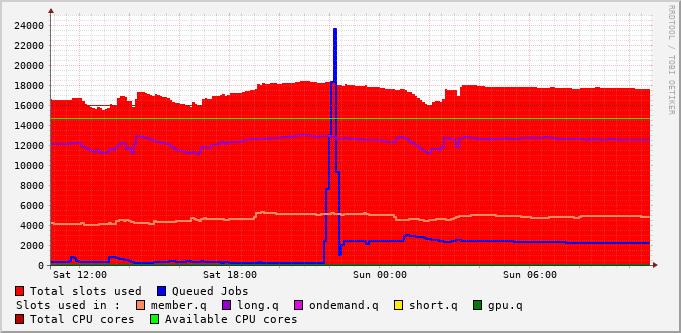 RRDTOOL / TOBI OETIKER
24000
22000
20000
18000
16000
14000
12000
10000
8000
6000
4000
2000
0
Sat 12:00 Sat 18:00 Sun 00:00 Sun 06:00
Total slots used Queued Jobs
Slots used in : member.q long.q ondemand.q short.q gpu.q
Total CPU cores Available CPU cores